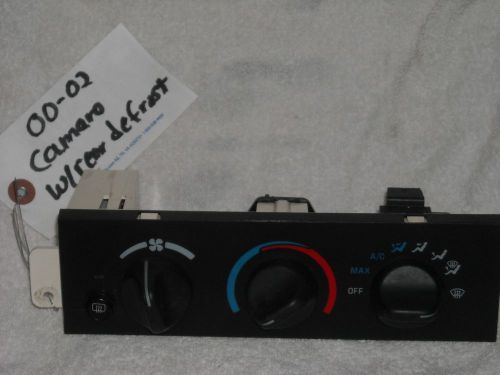 00-02
Camaro
w/rear defrost
A/C
MAX
OFF